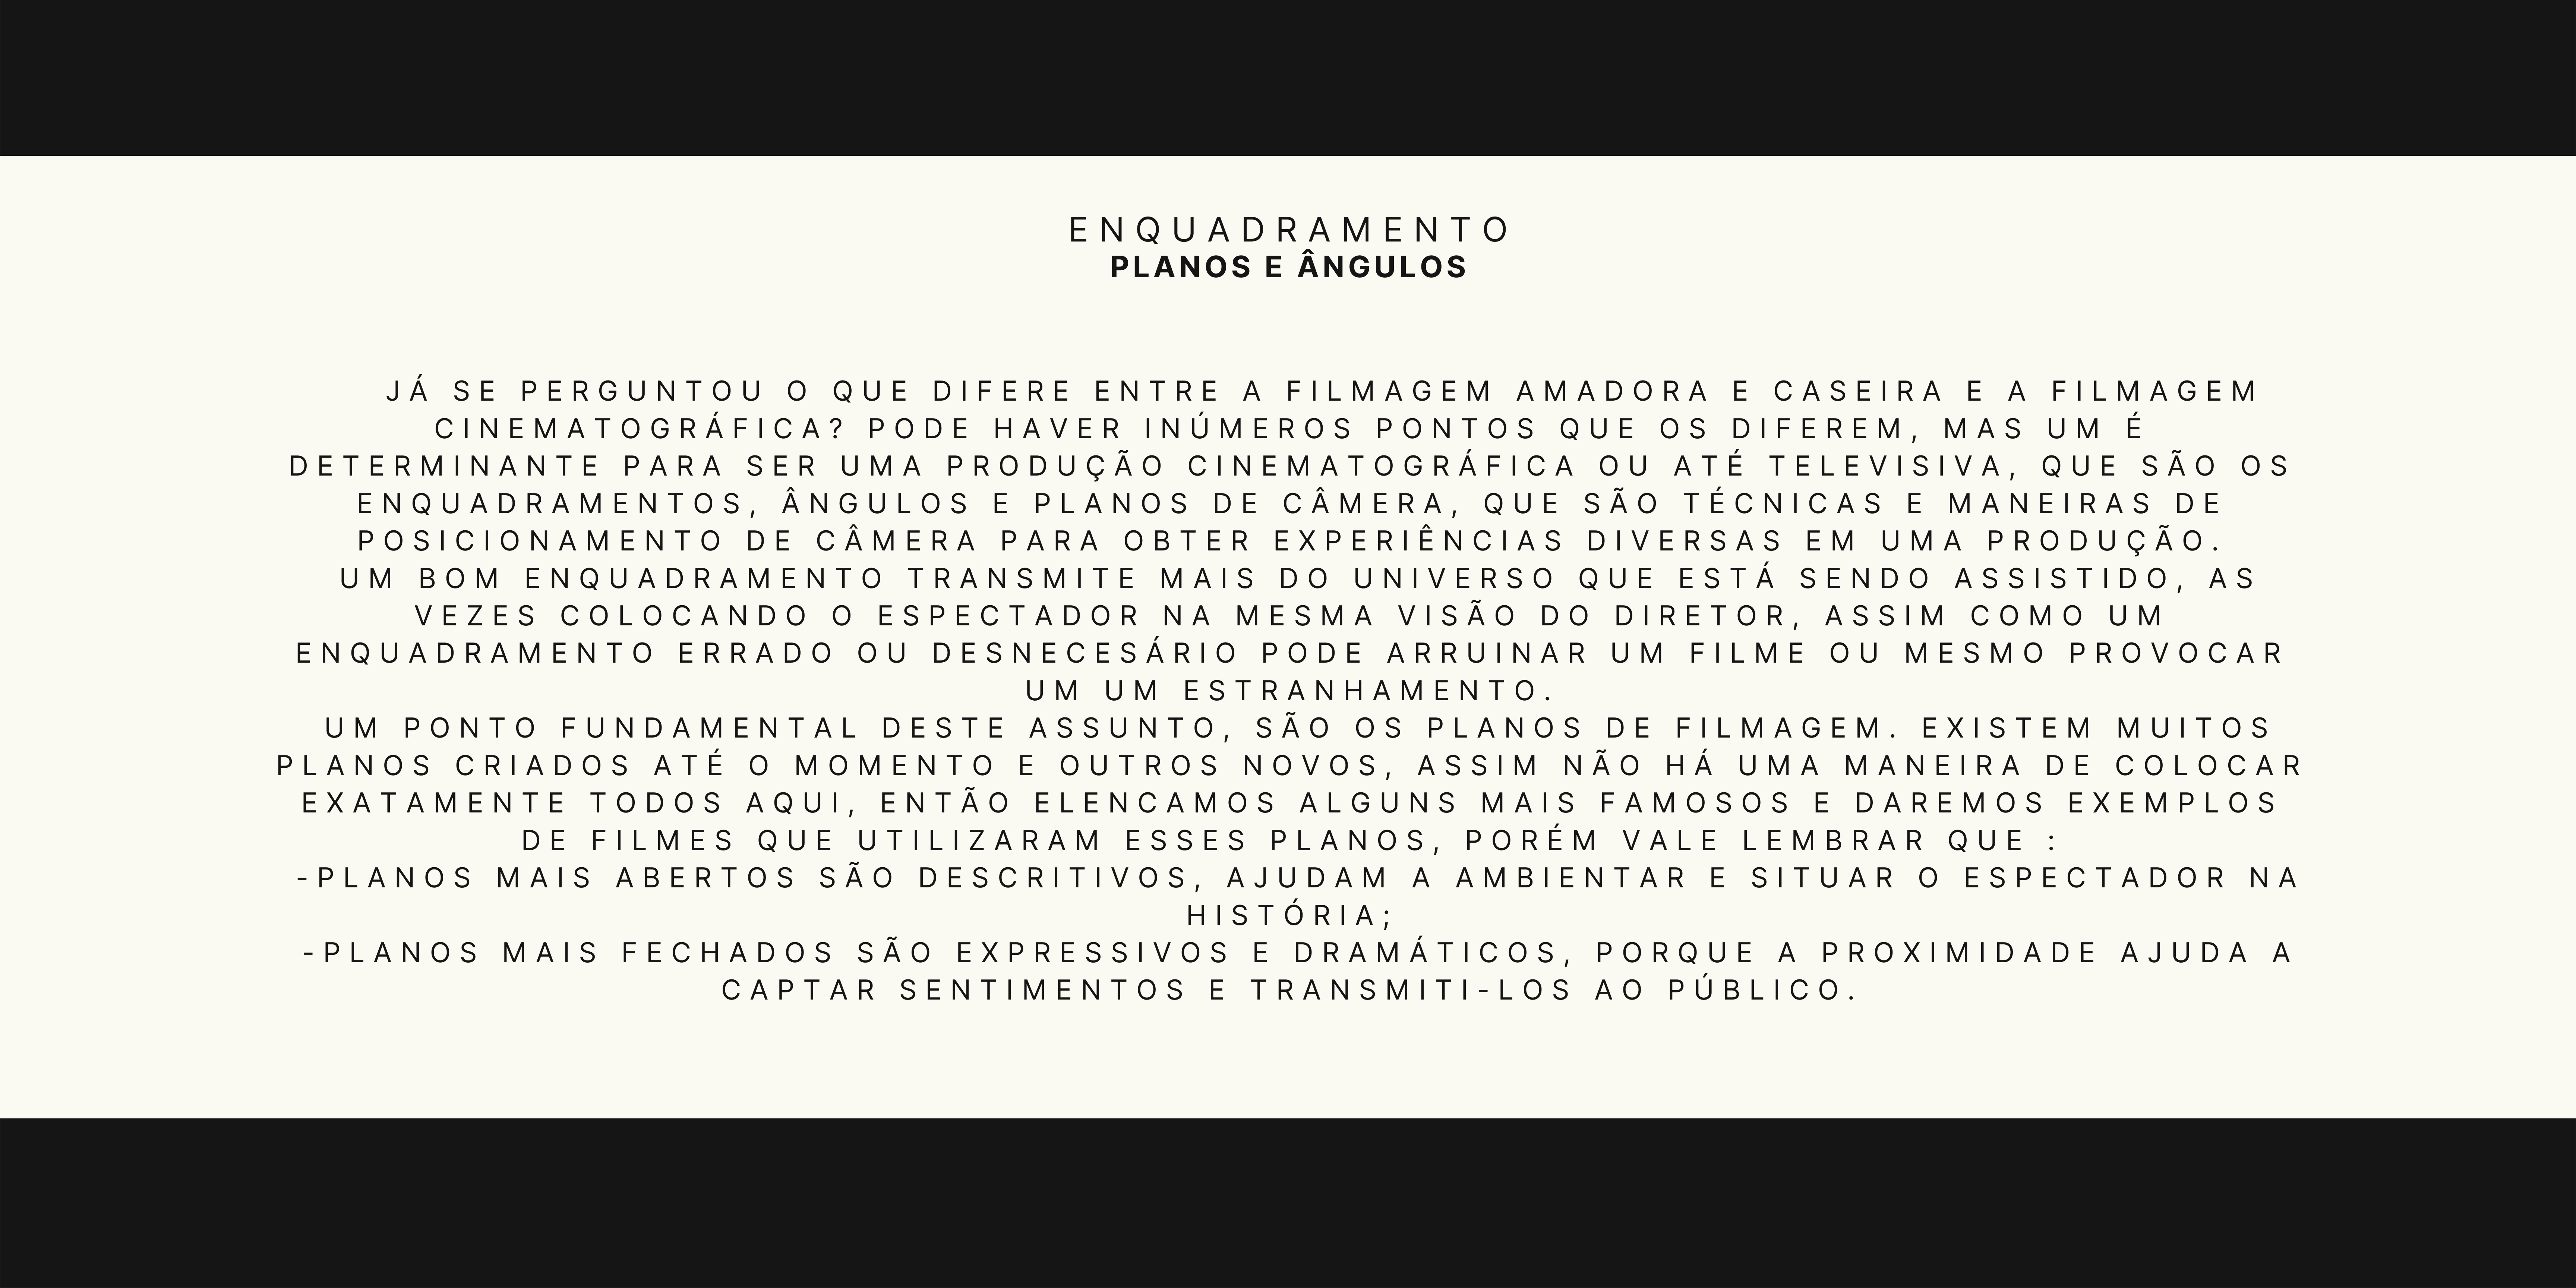 ENQUADRAMENTO
PLANOS E ÂNGULOS
JÁ SE PERGUNTOU O QUE DIFERE ENTRE A FILMAGEM AMADORA E CASEIRA E A FILMAGEM
CINEMATOGRÁFICA? PODE HAVER INÚMEROS PONTOS QUE OS DIFEREM, MAS UM É
DETERMINANTE PARA SER UMA PRODUÇÃO CINEMATOGRÁFICA OU ATÉ TELEVISIVA, QUE SÃO OS
ENQUADRAMENTOS, ÂNGULOS E PLANOS DE CÂMERA, QUE SÃO TÉCNICAS E MANEIRAS DE
POSICIONAMENTO DE CÂMERA PARA OBTER EXPERIÊNCIAS DIVERSAS EM UMA PRODUÇÃO.
UM BOM ENQUADRAMENTO TRANSMITE MAIS DO UNIVERSO QUE ESTÁ SENDO ASSISTIDO, AS
VEZES COLOCANDO O ESPECTADOR NA MESMA VISÃO DO DIRETOR, ASSIM COMO UM
ENQUADRAMENTO ERRADO OU DESNECESÁRIO PODE ARRUINAR UM FILME OU MESMO PROVOCAR
UM UM ESTRANHAMENTO.
UM PONTO FUNDAMENTAL DESTE ASSUNTO, SÃO OS PLANOS DE FILMAGEM. EXISTEM MUITOS
PLANOS CRIADOS ATÉ O MOMENTO E OUTROS NOVOS, ASSIM NÃO HÁ UMA MANEIRA DE COLOCAR
EXATAMENTE TODOS AQUI, ENTÃO ELENCAMOS ALGUNS MAIS FAMOSOS E DAREMOS EXEMPLOS
DE FILMES QUE UTILIZARAM ESSES PLANOS, PORÉM VALE LEMBRAR QUE :
-PLANOS MAIS ABERTOS SÃO DESCRITIVOS, AJUDAM A AMBIENTAR E SITUAR O ESPECTADOR NA
HISTÓRIA;
-PLANOS MAIS FECHADOS SÃO EXPRESSIVOS E DRAMÁTICOS, PORQUE A PROXIMIDADE AJUDA A
CAPTAR SENTIMENTOS E TRANSMITI-LOS AO PÚBLICO.